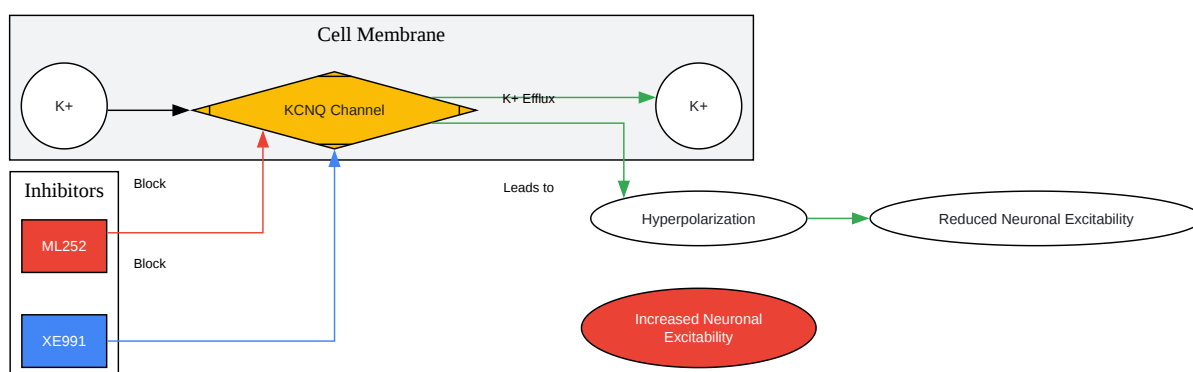 Cell Membrane
K+
KCNQ Channel
K+ Efflux
K+
Inhibitors
Block
Leads to
ML252
Hyperpolarization
Reduced Neuronal Excitability
Block
XE991
Increased Neuronal
Excitability